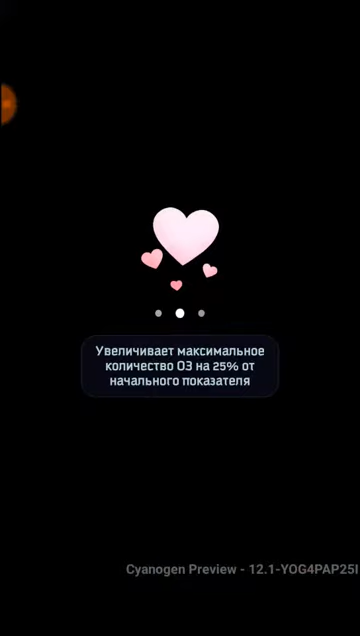 Увеличивает максимальное
количество ОЗ на 25% от
начального показателя
Cyanogen Preview - 12.1-YOG4PAP25I